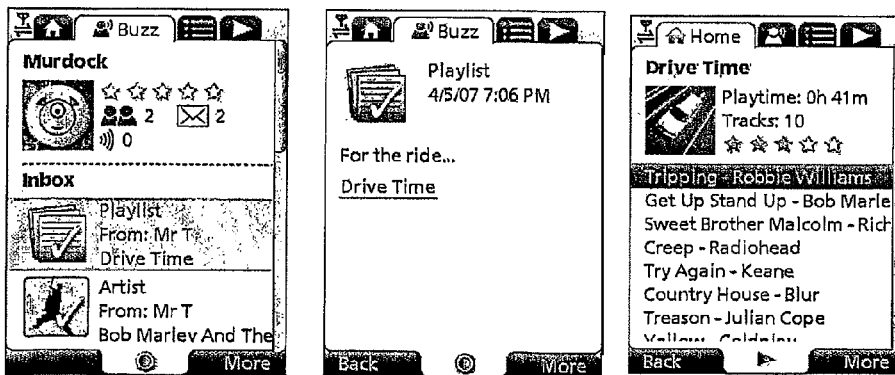 Buzz
Murdock
2
2
0
Inbox
Playlist
From: Mr T
Drive Time
Artist
From: Mr T
Bob Marley And The
More
Buzz
Playlist
4/5/07 7:06 PM
For the ride...
Drive Time
Back
More
Home
Drive Time
Playtime: 0h 41m
Tracks: 10
Tripping - Robbie Williams
Get Up Stand Up - Bob Marle
Sweet Brother Malcolm - Rich
Creep - Radiohead
Try Again - Keane
Country House - Blur
Treason - Julian Cope
Yellow - Coldplay
Back
More